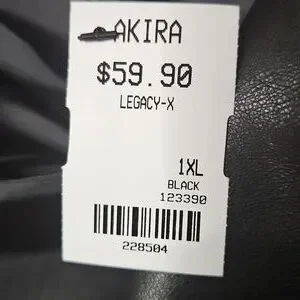 AKIRA
$59.90
LEGACY-X
1XL
BLACK
123390
228504